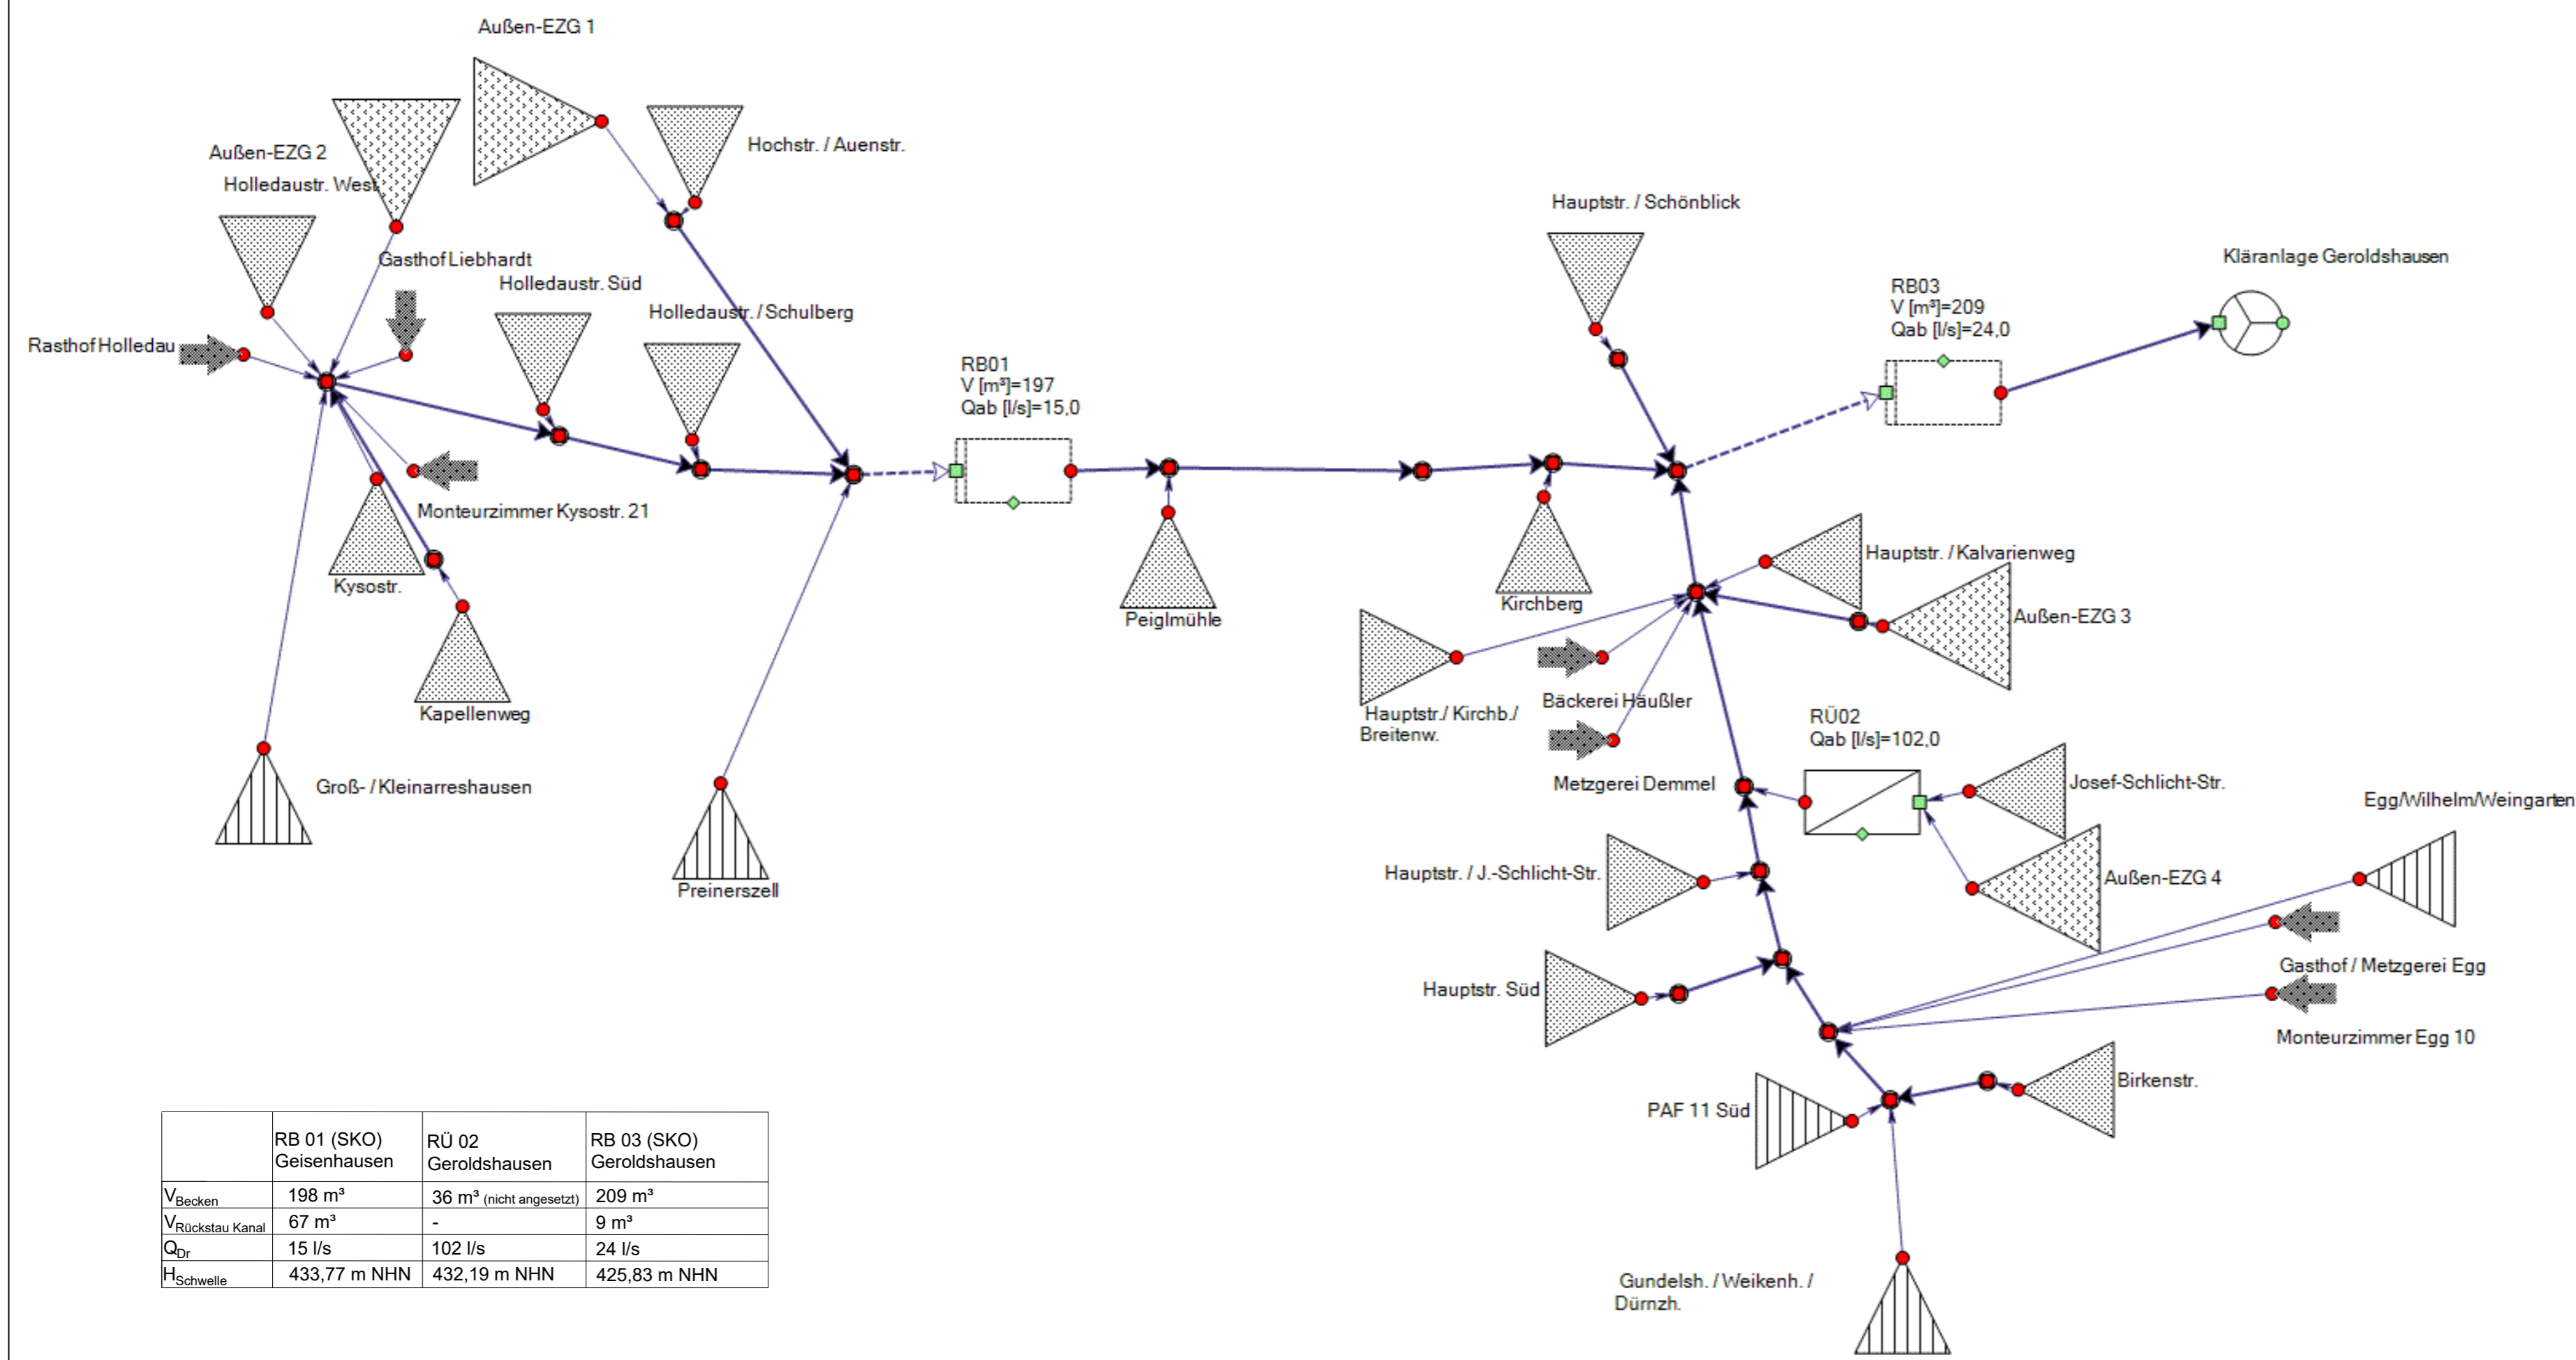 Außen-EZG 1
Hochstr. / Auenstr.
Außen-EZG 2
Holledaustr. West
Gasthof Liebhardt
Holledaustr. Süd
Holledaustr. / Schulberg
Rasthof Holledau
Monteurzimmer Kysostr. 21
Kysostr.
Kapellenweg
Groß- / Kleinarreshausen
Preinerszell
RB01
V [m³]=197
Qab [l/s]=15,0
Peiglmühle
Hauptstr. / Schönblick
RB03
V [m³]=209
Qab [l/s]=24,0
Kläranlage Geroldshausen
Kirchberg
Hauptstr. / Kalvarienweg
Außen-EZG 3
Hauptstr./ Kirchb./
Breitenw.
Bäckerei Häußler
Metzgerei Demmel
RÜ02
Qab [l/s]=102,0
Josef-Schlicht-Str.
Egg/Wilhelm/Weingarten
Hauptstr. / J.-Schlicht-Str.
Außen-EZG 4
Gasthof / Metzgerei Egg
Hauptstr. Süd
Monteurzimmer Egg 10
Birkenstr.
PAF 11 Süd
Gundelsh. / Weikenh. /
Dürnzh.
RB 01 (SKO) RÜ 02 RB 03 (SKO)
Geisenhausen Geroldshausen Geroldshausen
VBecken 198 m³ 36 m³ (nicht angesetzt) 209 m³
VRückstau Kanal 67 m³ - 9 m³
QDr 15 l/s 102 l/s 24 l/s
HSchwelle 433,77 m NHN 432,19 m NHN 425,83 m NHN